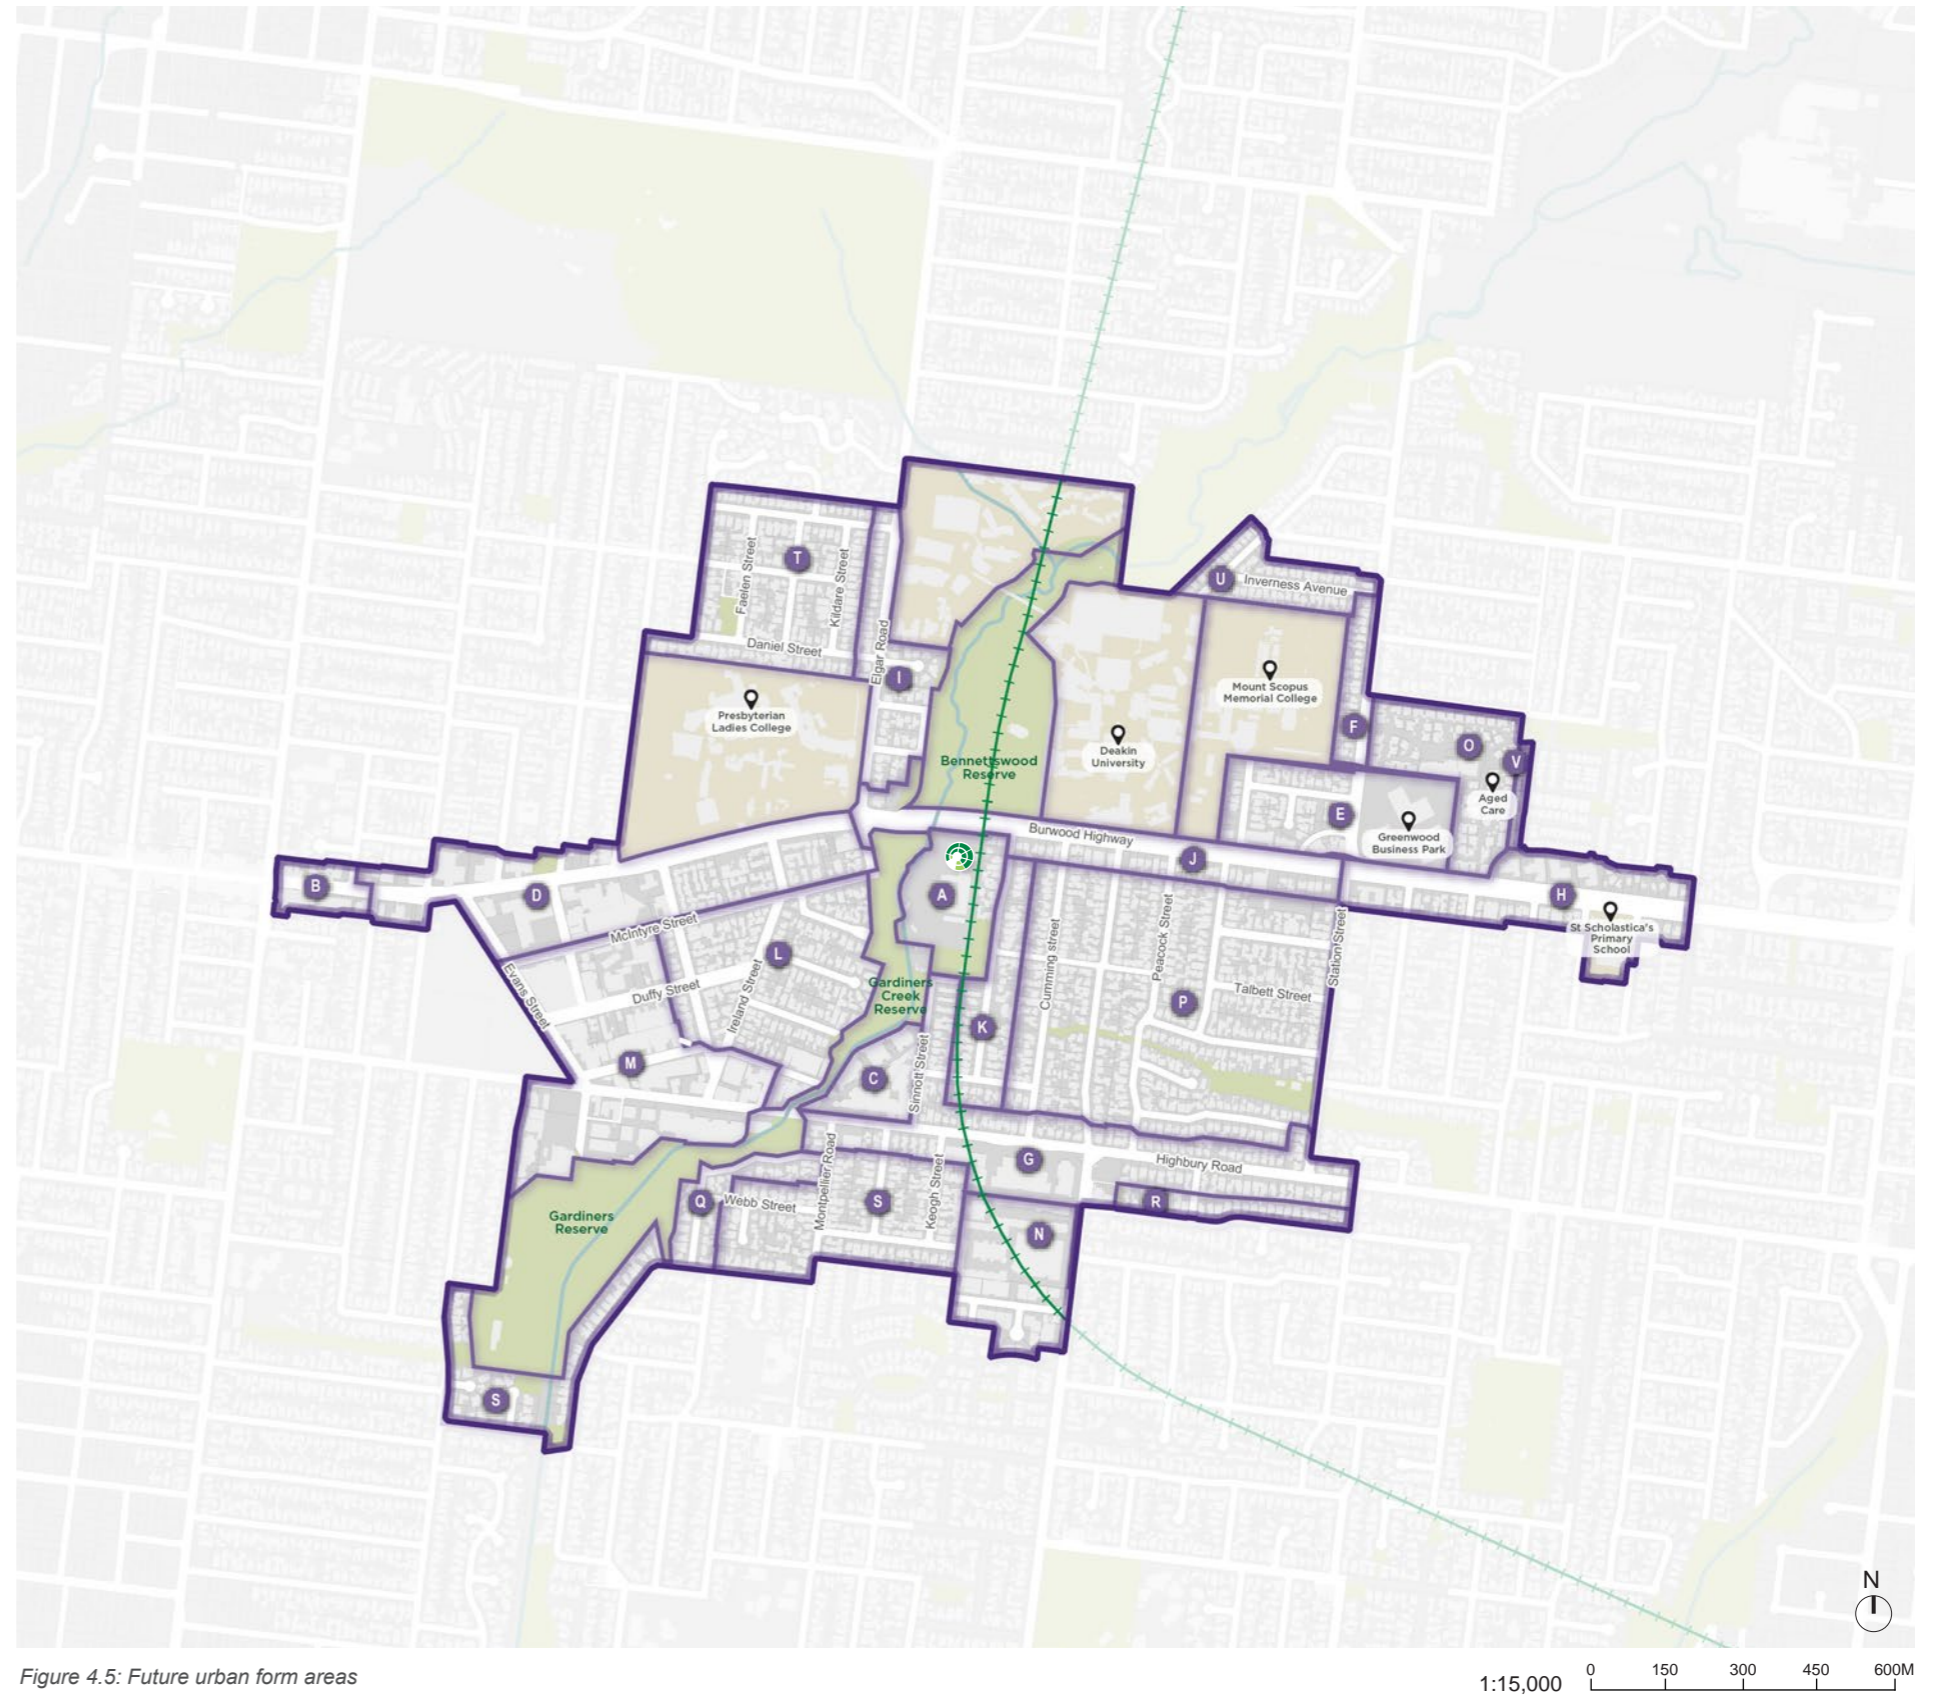 T
Faelen Street
Kildare Street
Daniel Street
Elgar Road
I
U
Inverness Avenue
Presbyterian
Ladies College
Mount Scopus
Memorial College
Deakin
University
Bennettswood
Reserve
F
O
V
Aged
Care
E
Greenwood
Business Park
Burwood Highway
J
B
D
A
H
St Scholastica's
Primary
School
McIntyre Street
L
Evans Street
Duffy Street
Ireland Street
Gardiners
Creek
Reserve
Cumming street
Peacock Street
Station Street
Talbett Street
P
K
M
C
Sinnott Street
G
Highbury Road
Montpellier Road
Keogh Street
Q
Webb Street
S
R
N
Gardiners
Reserve
S
N
Figure 4.5: Future urban form areas
1:15,000
0 150 300 450 600M